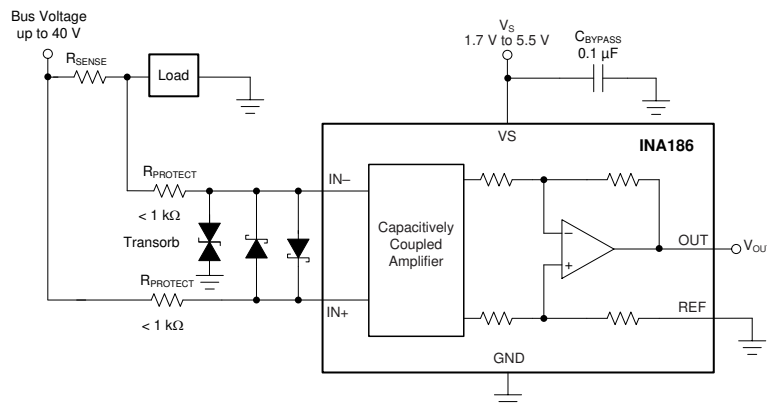 Bus Voltage
up to 40 V
RSENSE
Load
VS
1.7 V to 5.5 V
CBYPASS
0.1 µF
VS
INA186
RPROTECT
< 1 kΩ
Transorb
IN–
Capacitively
Coupled
Amplifier
–
+
OUT
VOU
RPROTECT
< 1 kΩ
IN+
REF
GND